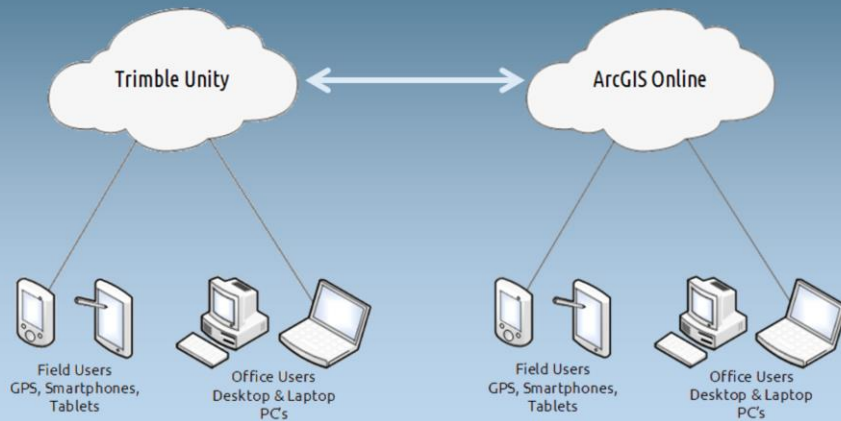 Trimble Unity
ArcGIS Online
Field Users
GPS, Smartphones,
Tablets
Office Users
Desktop & Laptop
PC's
Field Users
GPS, Smartphones,
Tablets
Office Users
Desktop & Laptop
PC's